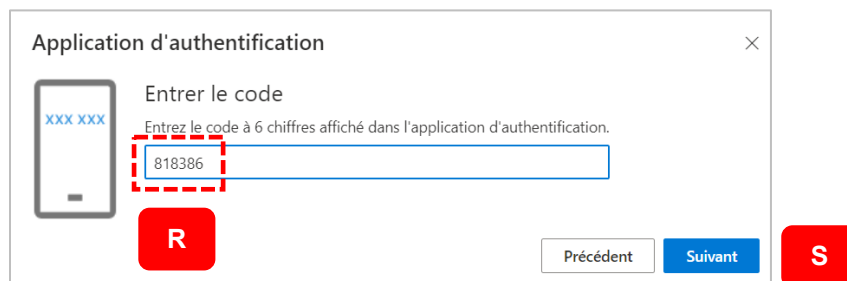 Application d'authentification
Entrer le code
xxx xxx
Entrez le code à 6 chiffres affiché dans l'application d'authentification.
818386
R
Précédent
Suivant
S